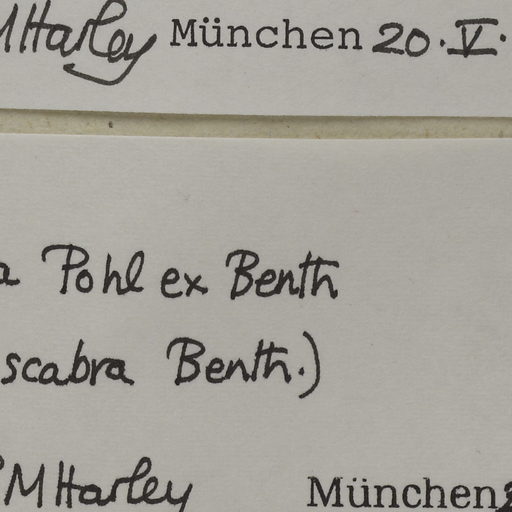 MHarley München 20.V.
a Pohl ex Benth
scabra Benth.)
MHarley München